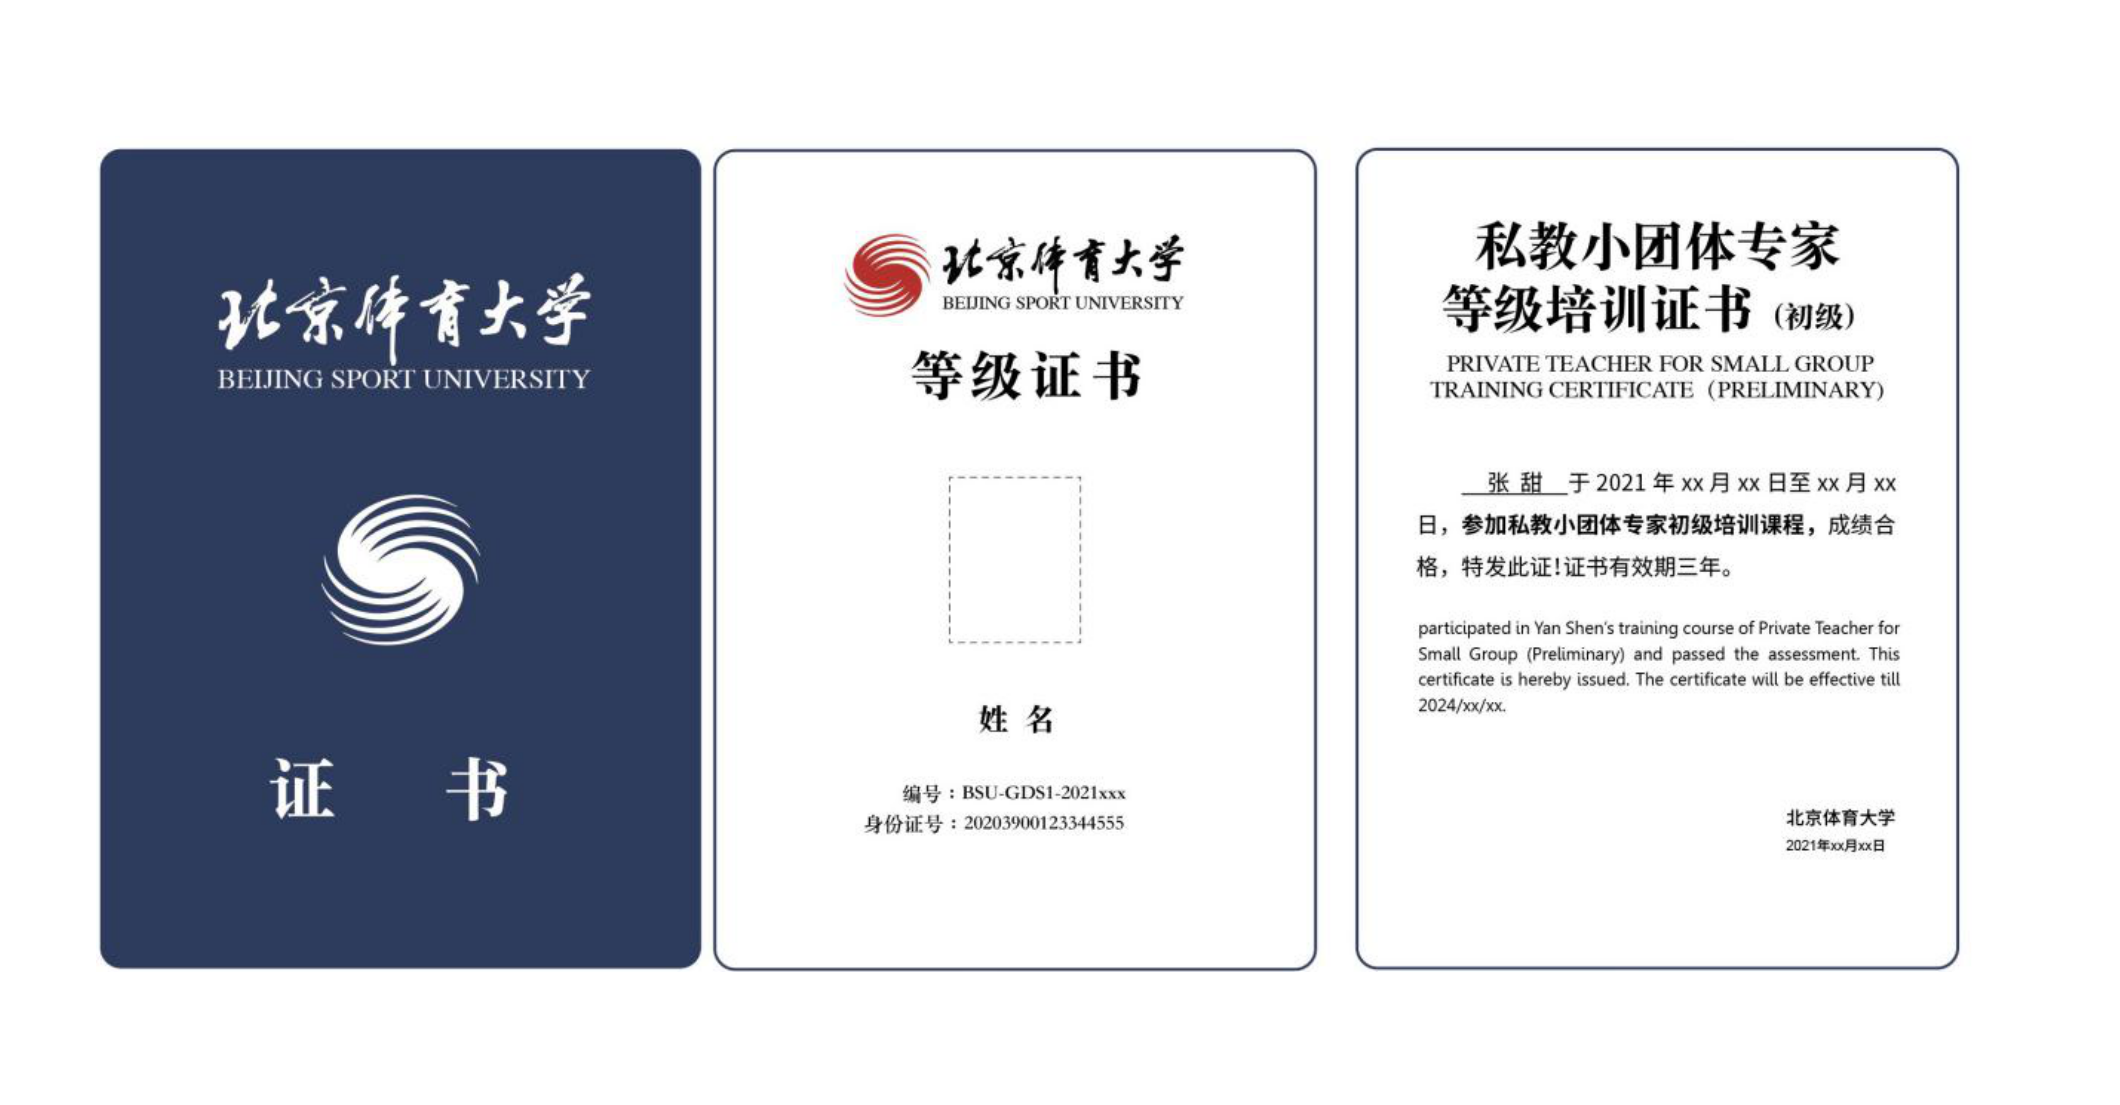 北京体育大学
BEIJING SPORT UNIVERSITY
证 书
北京体育大学
BEIJING SPORT UNIVERSITY
等级证书
姓 名
编号：BSU-GDS1-2021xxx
身份证号：20203900123344555
私教小团体专家
等级培训证书（初级）
PRIVATE TEACHER FOR SMALL GROUP
TRAINING CERTIFICATE（PRELIMINARY）
张 甜 于 2021 年 xx 月 xx 日至 xx 月 xx
日，参加私教小团体专家初级培训课程，成绩合
格，特发此证！证书有效期三年。
participated in Yan Shen's training course of Private Teacher for
Small Group (Preliminary) and passed the assessment. This
certificate is hereby issued. The certificate will be effective till
2024/xx/xx.
北京体育大学
2021年xx月xx日